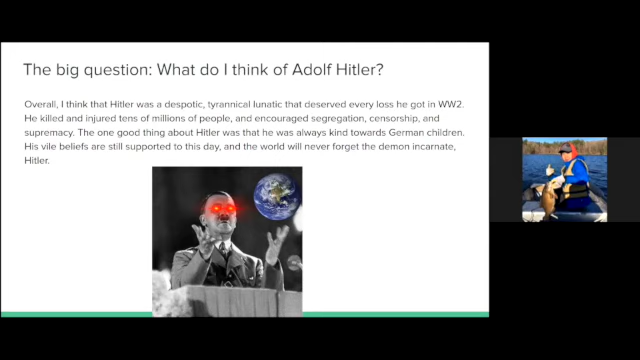 The big question: What do I think of Adolf Hitler?
Overall, I think that Hitler was a despotic, tyrannical lunatic that deserved every loss he got in WW2.
He killed and injured tens of millions of people, and encouraged segregation, censorship, and
supremacy. The one good thing about Hitler was that he was always kind towards German children.
His vile beliefs are still supported to this day, and the world will never forget the demon incarnate,
Hitler.